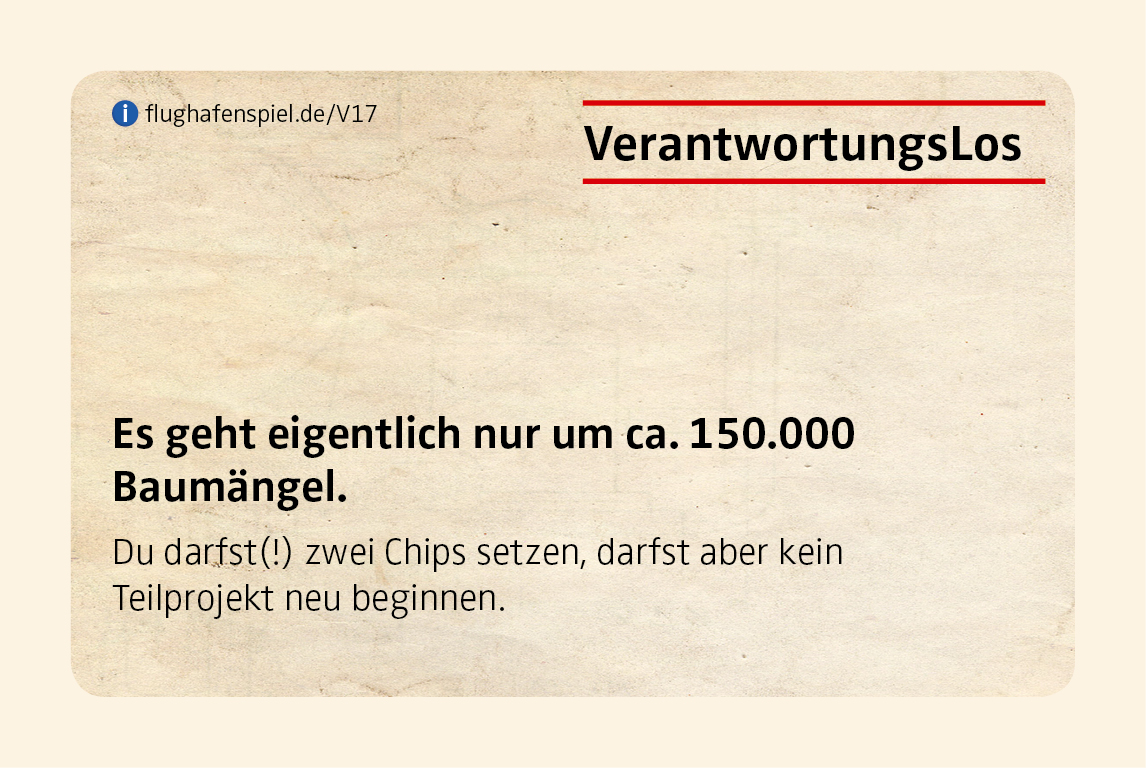 i flughafenspiel.de/V17
VerantwortungsLos
Es geht eigentlich nur um ca. 150.000
Baumängel.
Du darfst(!) zwei Chips setzen, darfst aber kein
Teilprojekt neu beginnen.